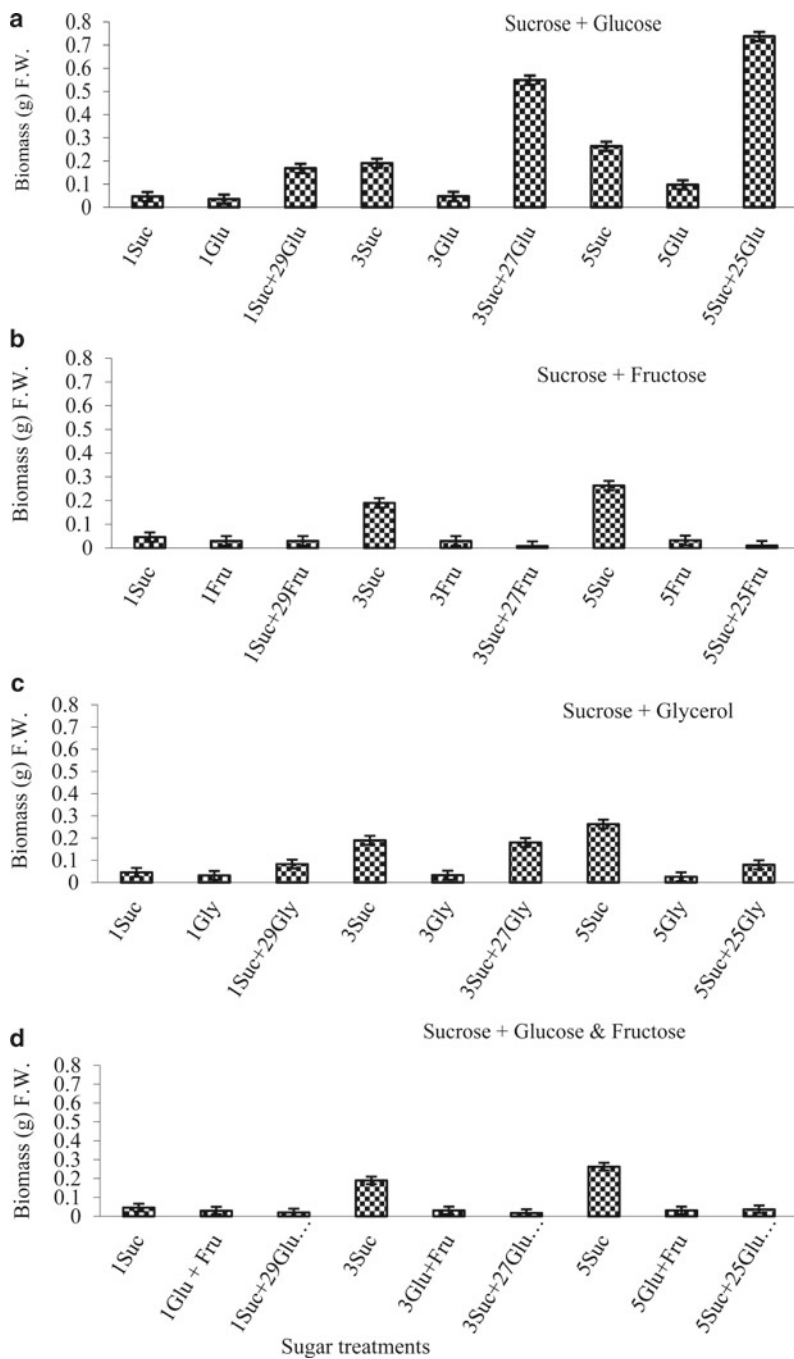 a
Sucrose + Glucose
Biomass (g) F.W.
0.8
0.7
0.6
0.5
0.4
0.3
0.2
0.1
0
1Suc
1Glu
1Suc+29Glu
3Suc
3Glu
3Suc+27Glu
5Suc
5Glu
5Suc+25Glu
b
Sucrose + Fructose
Biomass (g) F.W.
0.8
0.7
0.6
0.5
0.4
0.3
0.2
0.1
0
1Suc
1Fru
1Suc+29Fru
3Suc
3Fru
3Suc+27Fru
5Suc
5Fru
5Suc+25Fru
c
Sucrose + Glycerol
Biomass (g) F.W.
0.8
0.7
0.6
0.5
0.4
0.3
0.2
0.1
0
1Suc
1Gly
1Suc+29Gly
3Suc
3Gly
3Suc+27Gly
5Suc
5Gly
5Suc+25Gly
d
Sucrose + Glucose & Fructose
Biomass (g) F.W.
0.8
0.7
0.6
0.5
0.4
0.3
0.2
0.1
0
1Suc
1Glu + Fru
1Suc+29Glu…
3Suc
3Glu+Fru
3Suc+27Glu…
5Suc
5Glu+Fru
5Suc+25Glu…
Sugar treatments